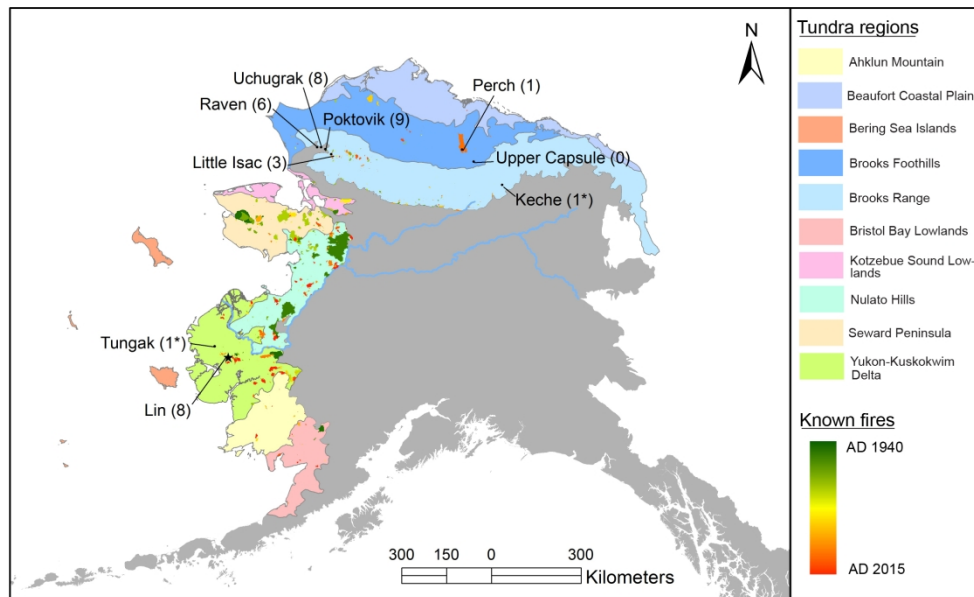 N
Uchugrak (8)
Perch (1)
Raven (6)
Poktovik (9)
Little Isac (3)
Upper Capsule (0)
Keche (1*)
Tungak (1*)
Lin (8)
300 150 0 300
Kilometers
Tundra regions
Ahklun Mountain
Beaufort Coastal Plain
Bering Sea Islands
Brooks Foothills
Brooks Range
Bristol Bay Lowlands
Kotzebue Sound Low-
lands
Nulato Hills
Seward Peninsula
Yukon-Kuskokwim
Delta
Known fires
AD 1940
AD 2015